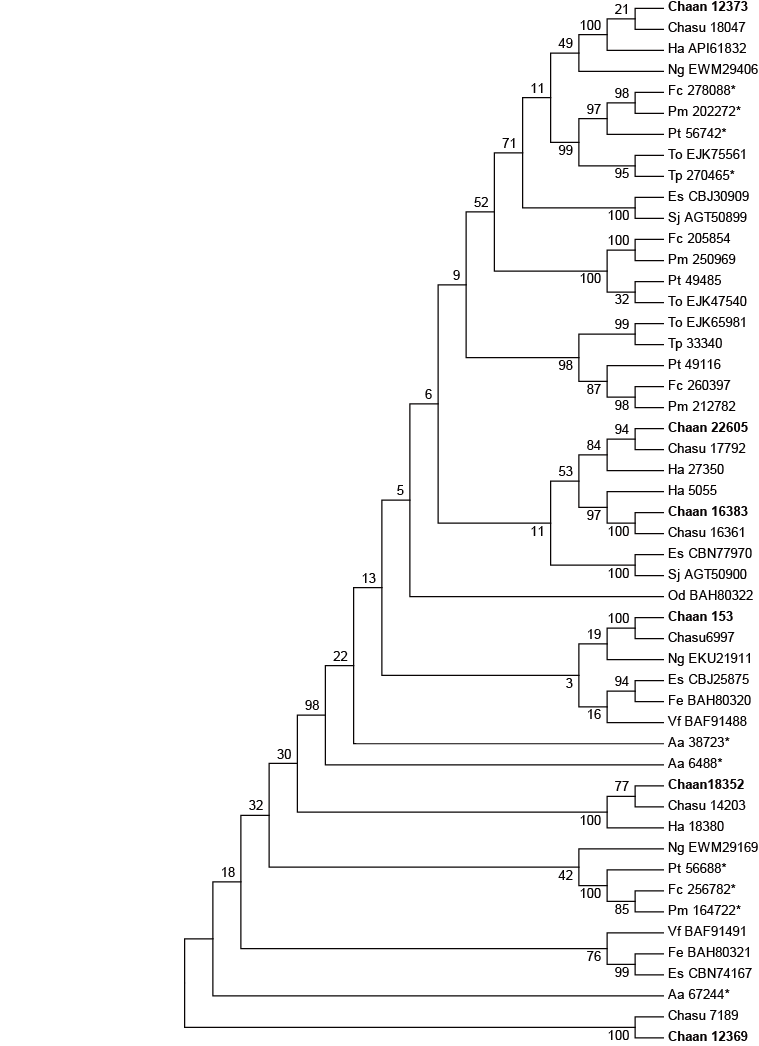 21
Chaan 12373
100
Chasu 18047
49
Ha API61832
Ng EWM29406
11
98
Fc 278088*
97
Pm 202272*
Pt 56742*
71
99
To EJK75561
95
Tp 270465*
Es CBJ30909
52
100
Sj AGT50899
100
Fc 205854
Pm 250969
9
100
Pt 49485
32
To EJK47540
99
To EJK65981
Tp 33340
98
Pt 49116
87
Fc 260397
6
98
Pm 212782
94
Chaan 22605
84
Chasu 17792
53
Ha 27350
5
Ha 5055
97
Chaan 16383
11
100
Chasu 16361
Es CBN77970
13
100
Sj AGT50900
Od BAH80322
100
Chaan 153
19
Chasu6997
22
Ng EKU21911
3
94
Es CBJ25875
98
Fe BAH80320
16
Vf BAF91488
Aa 38723*
30
Aa 6488*
77
Chaan18352
32
Chasu 14203
100
Ha 18380
Ng EWM29169
18
42
Pt 56688*
100
Fc 256782*
85
Pm 164722*
Vf BAF91491
76
Fe BAH80321
99
Es CBN74167
Aa 67244*
Chasu 7189
100
Chaan 12369